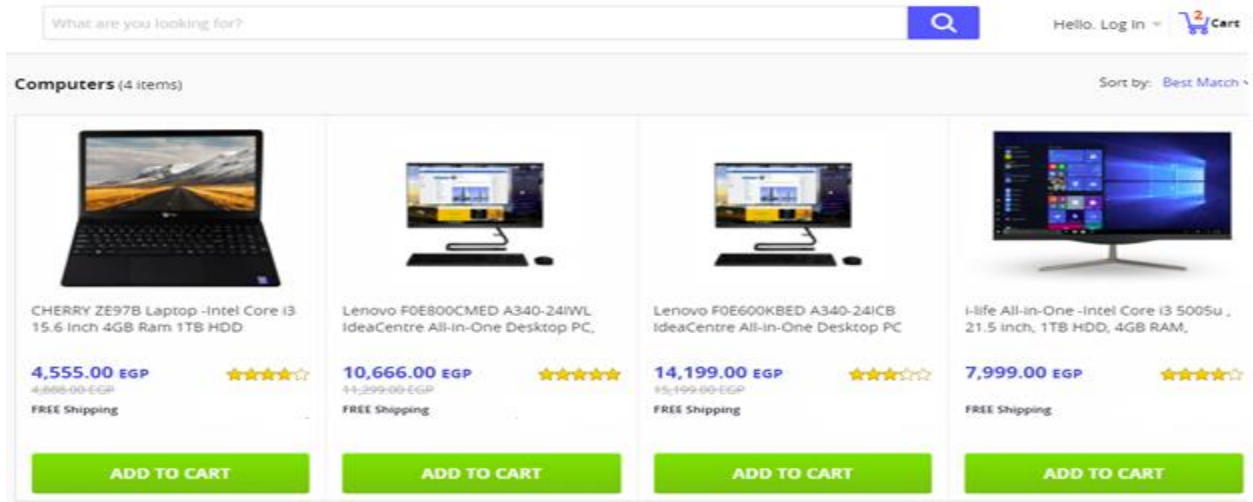 What are you looking for?
Hello. Log In
2
Cart
Computers (4 items)
Sort by: Best Match
CHERRY ZE97B Laptop -Intel Core i3
15.6 Inch 4GB Ram 1TB HDD
4,555.00 EGP
FREE Shipping
ADD TO CART
Lenovo F0E800CMED A340-24IWL
IdeaCentre All-in-One Desktop PC,
10,666.00 EGP
11,299.00 EGP
FREE Shipping
ADD TO CART
Lenovo F0E600KBED A340-24ICB
IdeaCentre All-in-One Desktop PC
14,199.00 EGP
15,199.00 EGP
FREE Shipping
ADD TO CART
i-life All-in-One -Intel Core i3 5005u ,
21.5 inch, 1TB HDD, 4GB RAM,
7,999.00 EGP
FREE Shipping
ADD TO CART